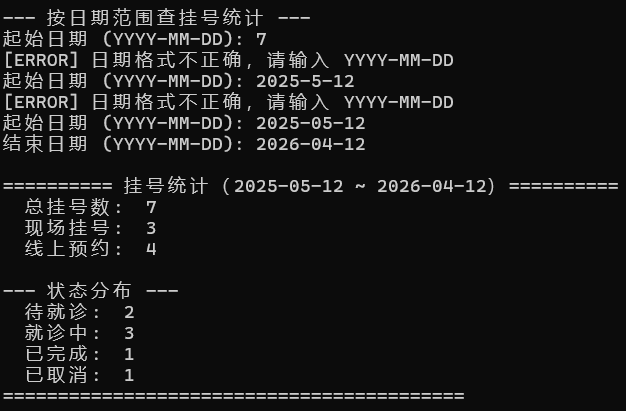 --- 按日期范围查挂号统计 ---
起始日期 (YYYY-MM-DD): 7
[ERROR] 日期格式不正确, 请输入 YYYY-MM-DD
起始日期 (YYYY-MM-DD): 2025-5-12
[ERROR] 日期格式不正确, 请输入 YYYY-MM-DD
起始日期 (YYYY-MM-DD): 2025-05-12
结束日期 (YYYY-MM-DD): 2026-04-12
========== 挂号统计 (2025-05-12 ~ 2026-04-12) ==========
总挂号数: 7
现场挂号: 3
线上预约: 4
--- 状态分布 ---
待就诊: 2
就诊中: 3
已完成: 1
已取消: 1
==========================================